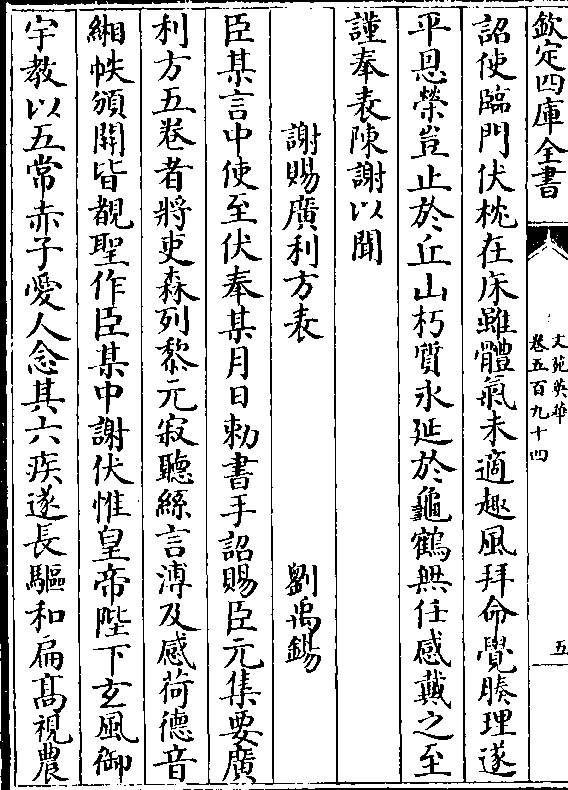 欽定四庫全書
文苑英華
卷五百九十四
五
詔使臨門伏枕在床雖體氣未適趣風拜命覺腠理遂
平恩榮豈止於丘山朽質永延於龜鶴無任感戴之至
謹奉表陳謝以聞
謝賜廣利方表 劉禹錫
臣某言中使至伏奉某月日勅書手詔賜臣元集要廣
利方五卷者將吏森列黎元寂聽絲言溥及感荷德音
緗帙頒開皆覩聖作臣某中謝伏惟皇帝陛下玄風御
宇教以五常赤子愛人念其六疾遂長驅和扁髙視農